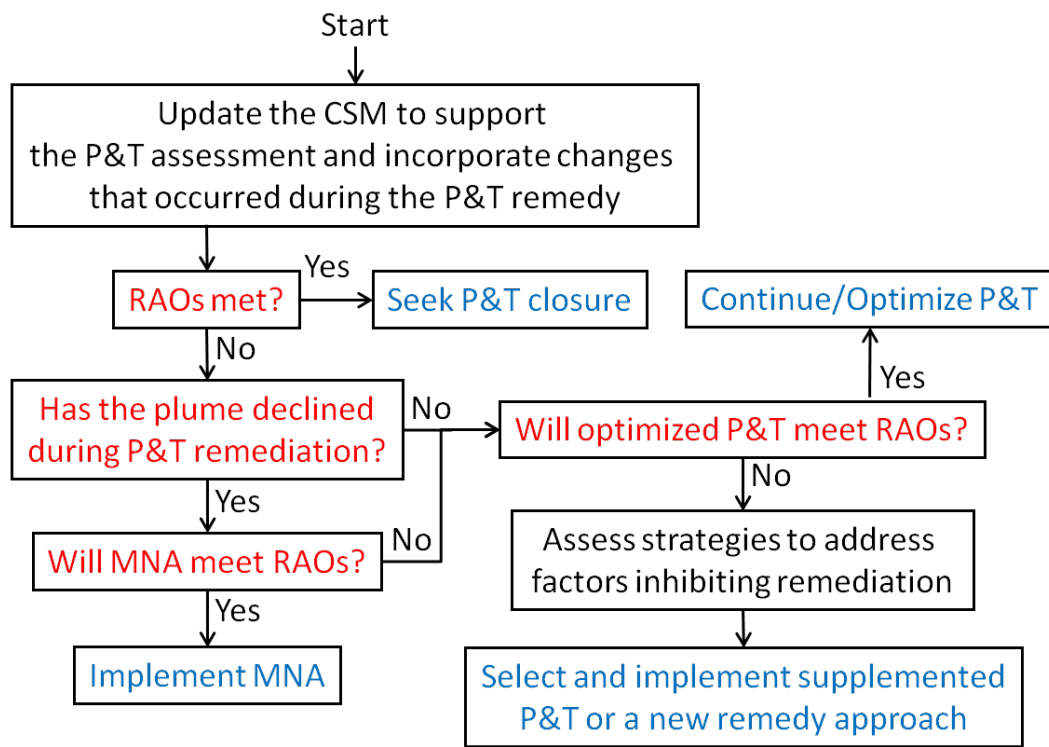 Start
Update the CSM to support
the P&T assessment and incorporate changes
that occurred during the P&T remedy
Yes
RAOs met?
Seek P&T closure
Continue/Optimize P&T
No
Yes
Has the plume declined
during P&T remediation?
No
Will optimized P&T meet RAOs?
Yes
No
Will MNA meet RAOs?
No
Assess strategies to address
factors inhibiting remediation
Yes
Implement MNA
Select and implement supplemented
P&T or a new remedy approach